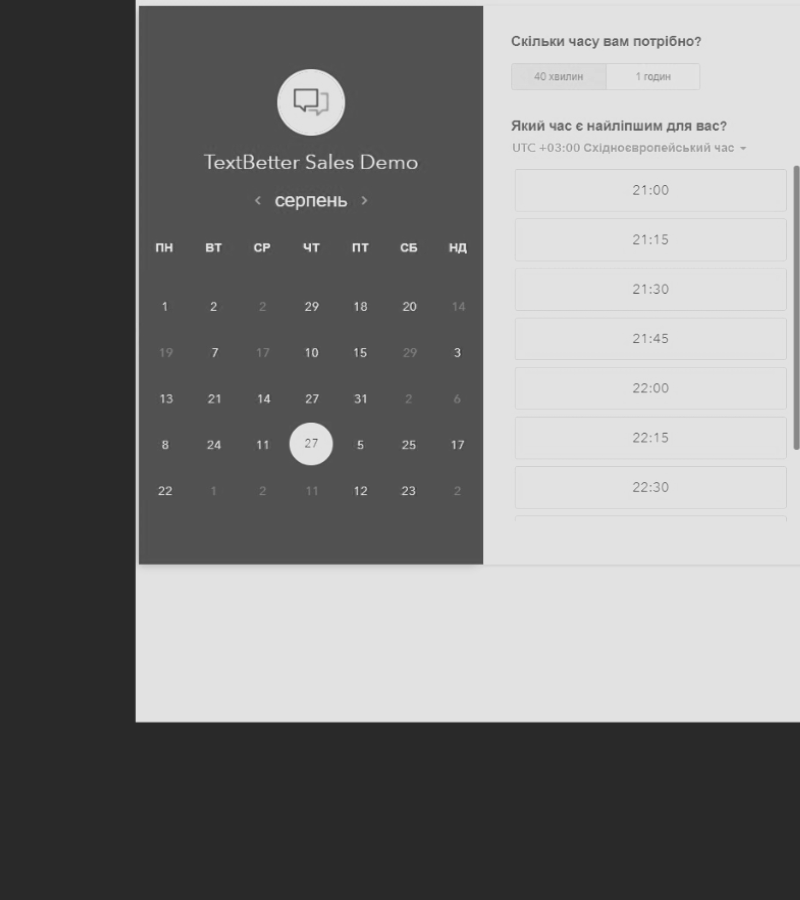 TextBetter Sales Demo
серпень
ПН ВТ СР ЧТ ПТ СБ НД
1 2 2 29 18 20 14
19 7 17 10 15 29 3
13 21 14 27 31 2 6
8 24 11 27 5 25 17
22 1 2 11 12 23 2
Скільки часу вам потрібно?
40 хвилин 1 годин
Який час є найліпшим для вас?
UTC +03:00 Східноєвропейський час
21:00
21:15
21:30
21:45
22:00
22:15
22:30